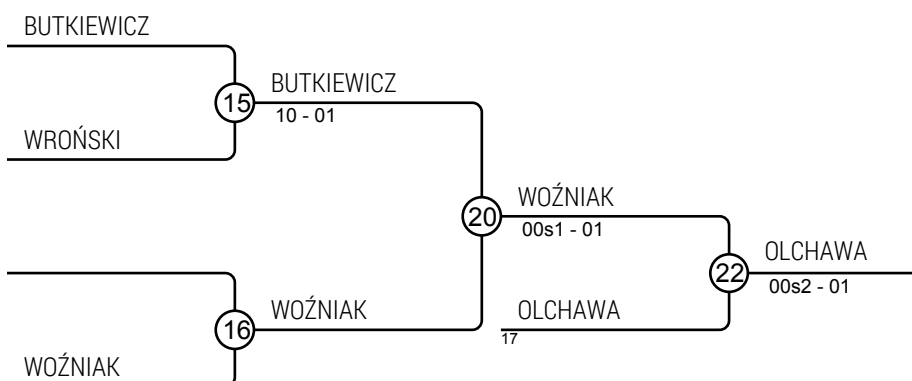 BUTKIEWICZ
15
BUTKIEWICZ
10 - 01
WROŃSKI
20
WOŹNIAK
00s1 - 01
22
OLCHAWA
00s2 - 01
16
WOŹNIAK
OLCHAWA
17
WOŹNIAK